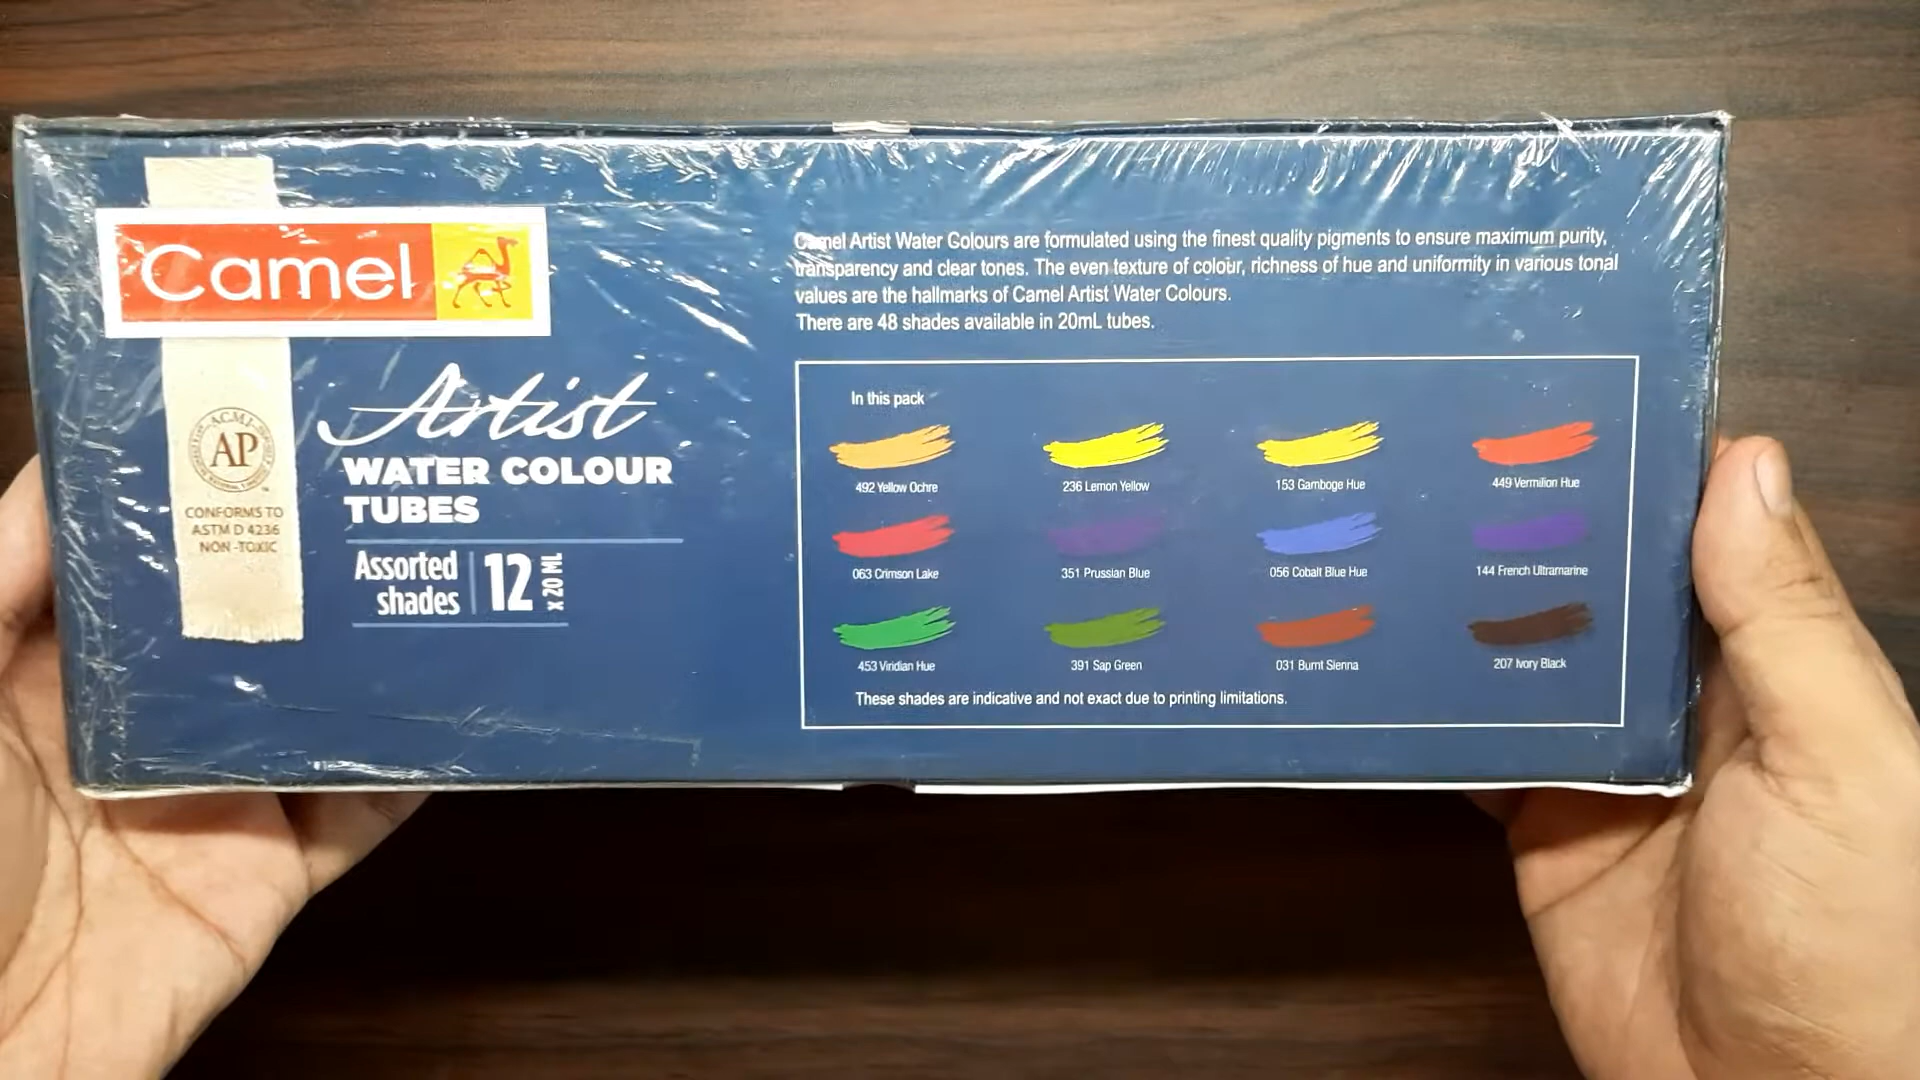 Camel
ACMI
AP
CONFORMS TO
ASTM D 4236
NON-TOXIC
Artist
WATER COLOUR
TUBES
Assorted
shades
12
x 20 ML
Camel Artist Water Colours are formulated using the finest quality pigments to ensure maximum purity,
transparency and clear tones. The even texture of colour, richness of hue and uniformity in various tonal
values are the hallmarks of Camel Artist Water Colours.
There are 48 shades available in 20mL tubes.
In this pack
492 Yellow Ochre
236 Lemon Yellow
153 Gamboge Hue
449 Vermilion Hue
063 Crimson Lake
351 Prussian Blue
056 Cobalt Blue Hue
144 French Ultramarine
453 Viridian Hue
391 Sap Green
031 Burnt Sienna
207 Ivory Black
These shades are indicative and not exact due to printing limitations.